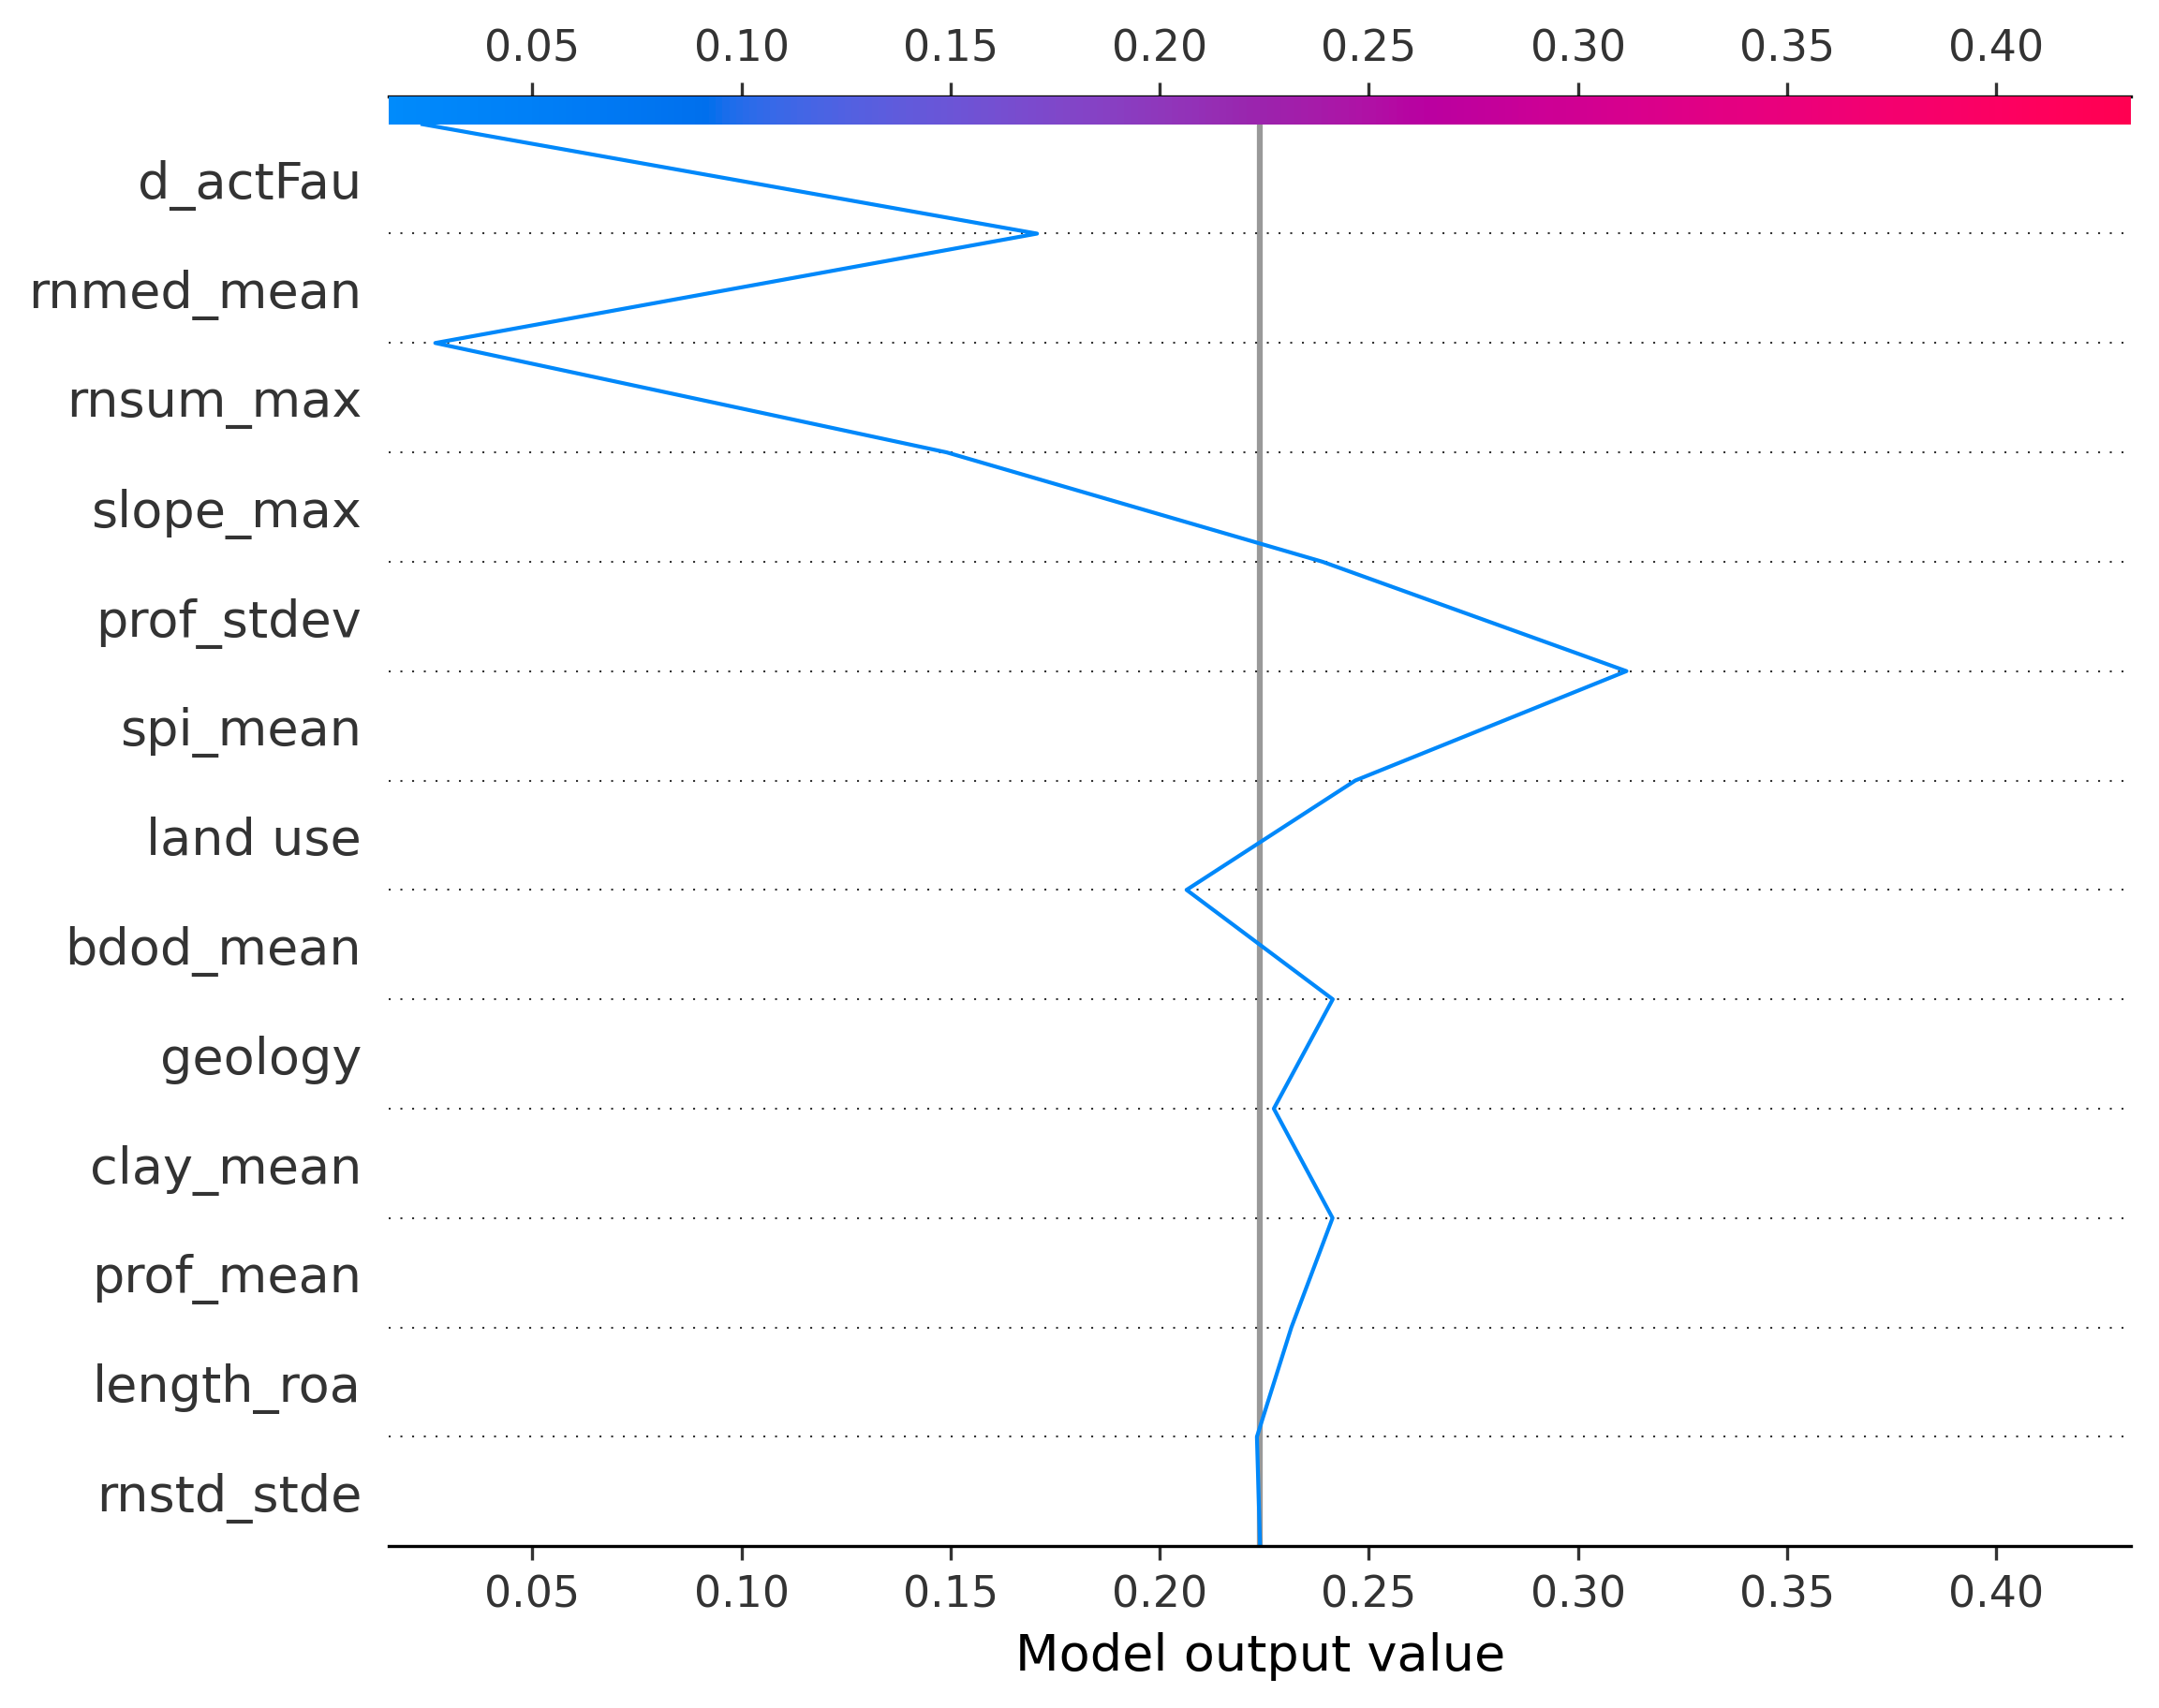 0.05 0.10 0.15 0.20 0.25 0.30 0.35 0.40
d_actFau
rnmed_mean
rnsum_max
slope_max
prof_stdev
spi_mean
land use
bdod_mean
geology
clay_mean
prof_mean
length_roa
rnstd_stde
0.05 0.10 0.15 0.20 0.25 0.30 0.35 0.40
Model output value